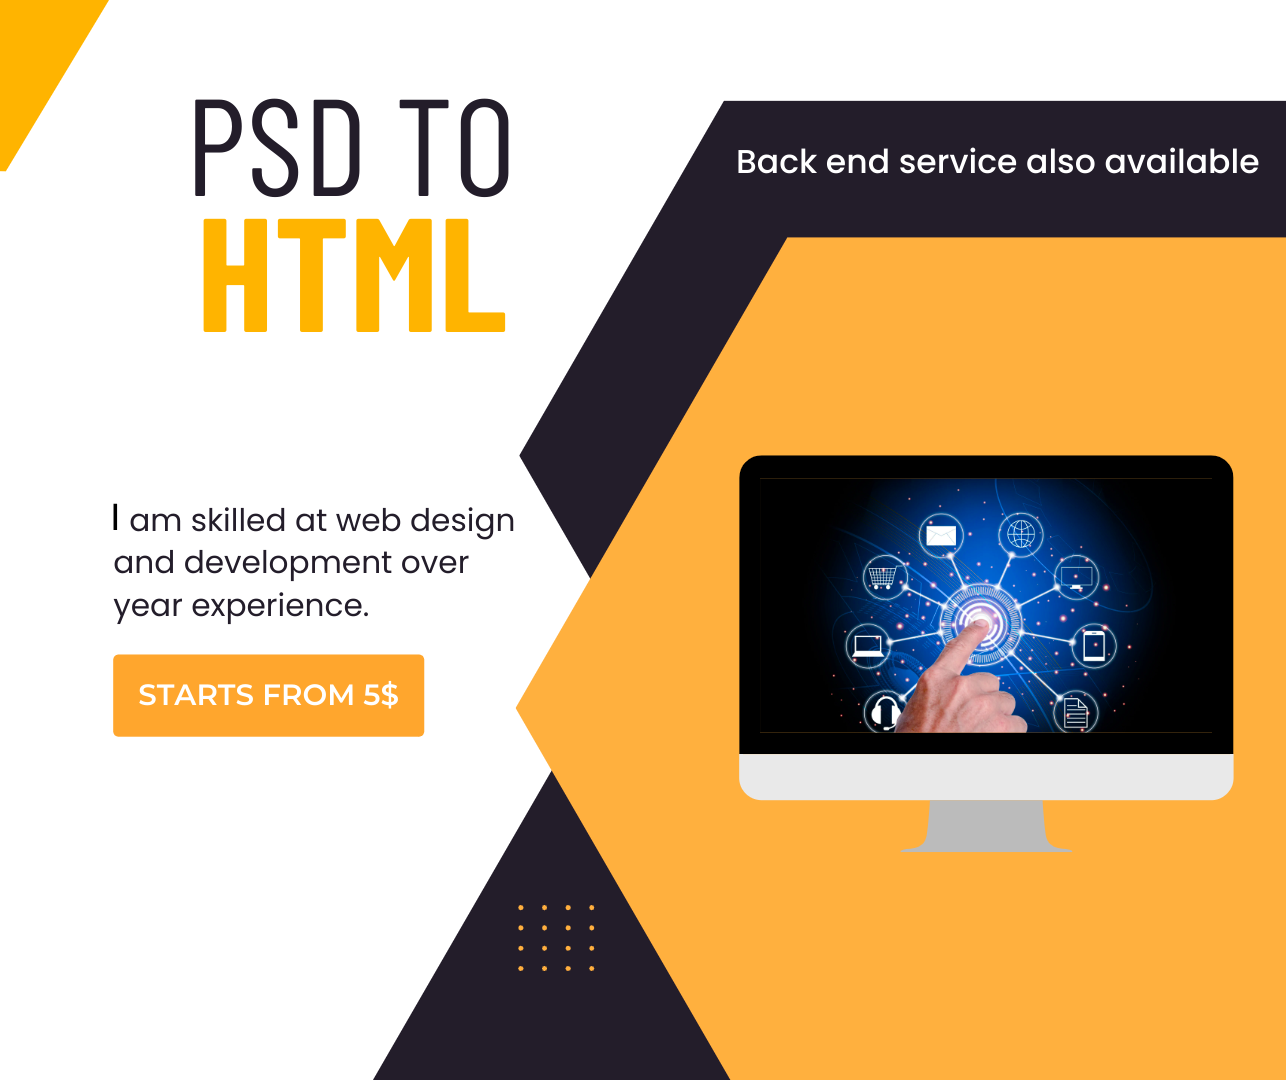 PSD TO
HTML
Back end service also available
I am skilled at web design
and development over
year experience.
STARTS FROM 5$